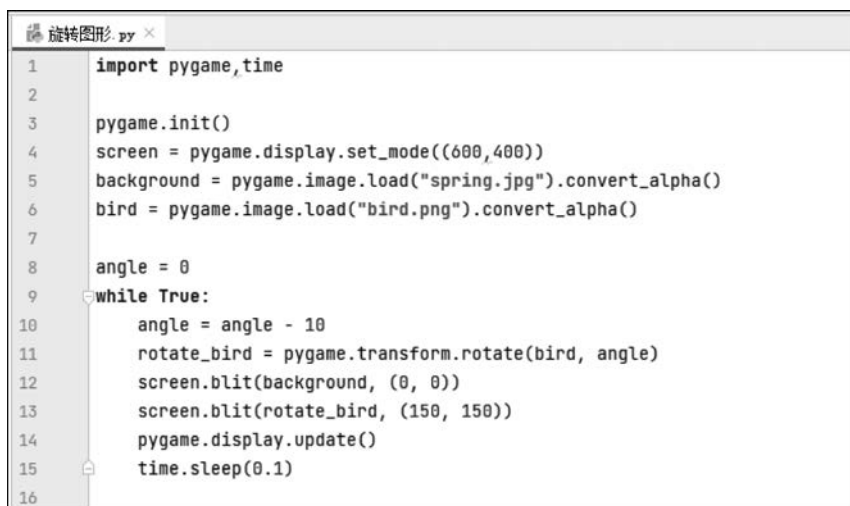 旋转图形.py ×
1 import pygame,time
2
3 pygame.init()
4 screen = pygame.display.set_mode((600,400))
5 background = pygame.image.load("spring.jpg").convert_alpha()
6 bird = pygame.image.load("bird.png").convert_alpha()
7
8 angle = 0
9 while True:
10     angle = angle - 10
11     rotate_bird = pygame.transform.rotate(bird, angle)
12     screen.blit(background, (0, 0))
13     screen.blit(rotate_bird, (150, 150))
14     pygame.display.update()
15     time.sleep(0.1)
16